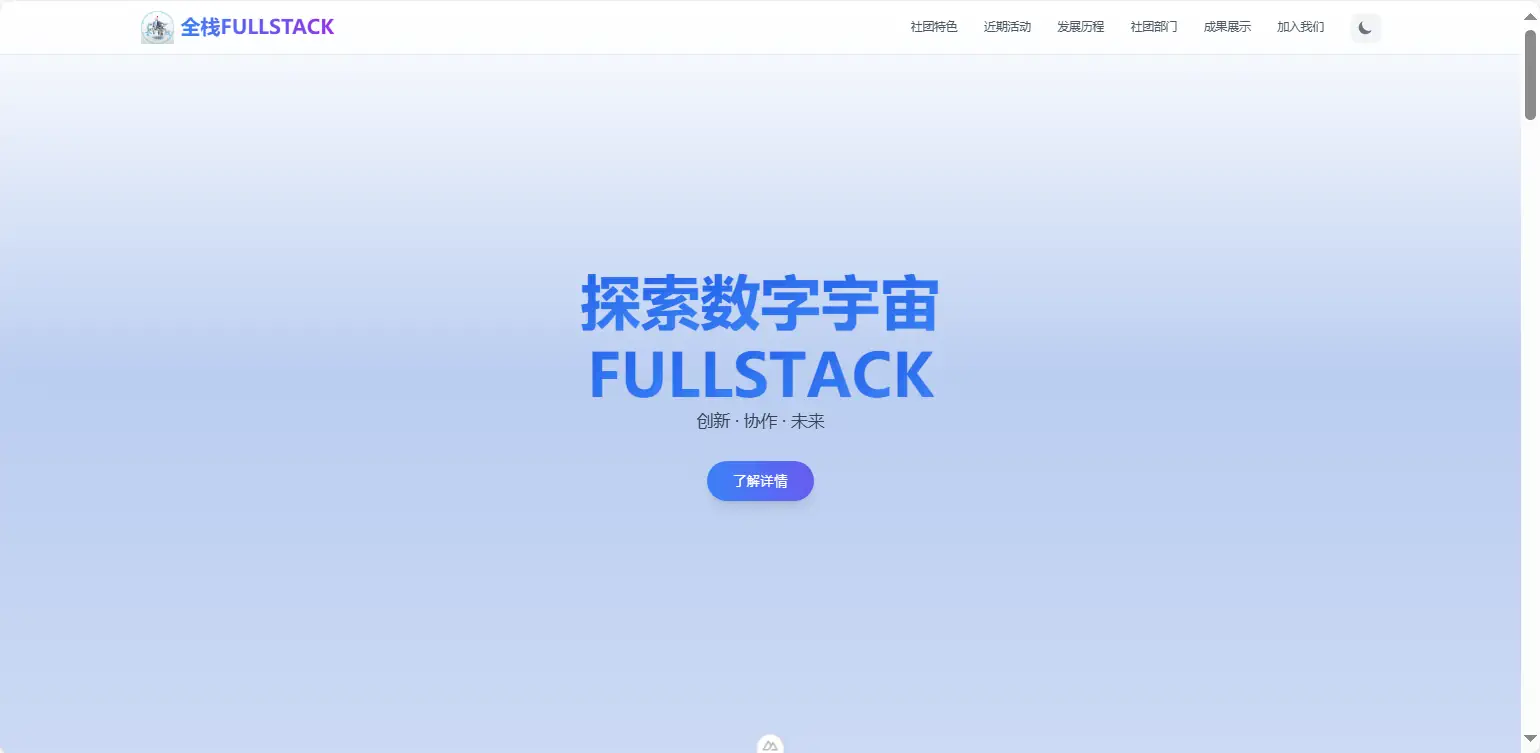 全栈FULLSTACK
社团特色 近期活动 发展历程 社团部门 成果展示 加入我们
探索数字宇宙
FULLSTACK
创新 · 协作 · 未来
了解详情